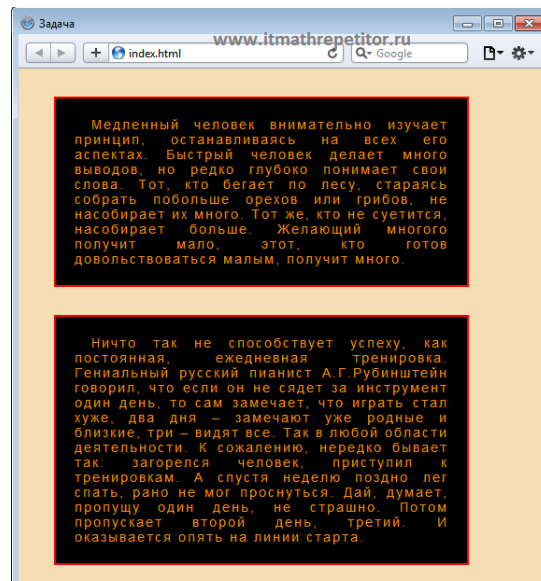 Задача
www.itmathrepetitor.ru
index.html
Google
Медленный человек внимательно изучает
принцип, останавливаясь на всех его
аспектах. Быстрый человек делает много
выводов, но редко глубоко понимает свои
слова. Тот, кто бегает по лесу, стараясь
собрать побольше орехов или грибов, не
насобирает их много. Тот же, кто не суетится,
насобирает больше. Желающий многого
получит мало, этот, кто готов
довольствоваться малым, получит много.
Ничто так не способствует успеху, как
постоянная, ежедневная тренировка.
Гениальный русский пианист А.Г.Рубинштейн
говорил, что если он не сядет за инструмент
один день, то сам замечает, что играть стал
хуже, два дня – замечают уже родные и
близкие, три – видят все. Так в любой области
деятельности. К сожалению, нередко бывает
так: загорелся человек, приступил к
тренировкам. А спустя неделю поздно лег
спать, рано не мог проснуться. Дай, думает,
пропущу один день, не страшно. Потом
пропускает второй день, третий. И
оказывается опять на линии старта.